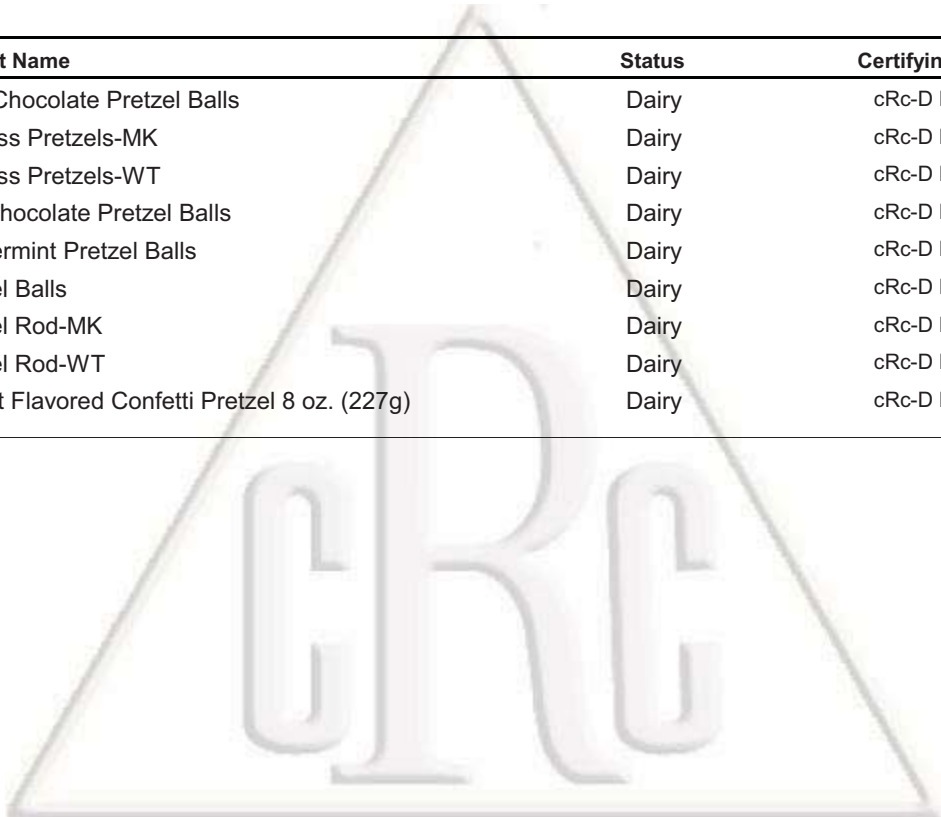 t Name Status Certifyin
Chocolate Pretzel Balls Dairy cRc-D
ss Pretzels-MK Dairy cRc-D
ss Pretzels-WT Dairy cRc-D
hocolate Pretzel Balls Dairy cRc-D
ermint Pretzel Balls Dairy cRc-D
el Balls Dairy cRc-D
el Rod-MK Dairy cRc-D
el Rod-WT Dairy cRc-D
t Flavored Confetti Pretzel 8 oz. (227g) Dairy cRc-D
cRc